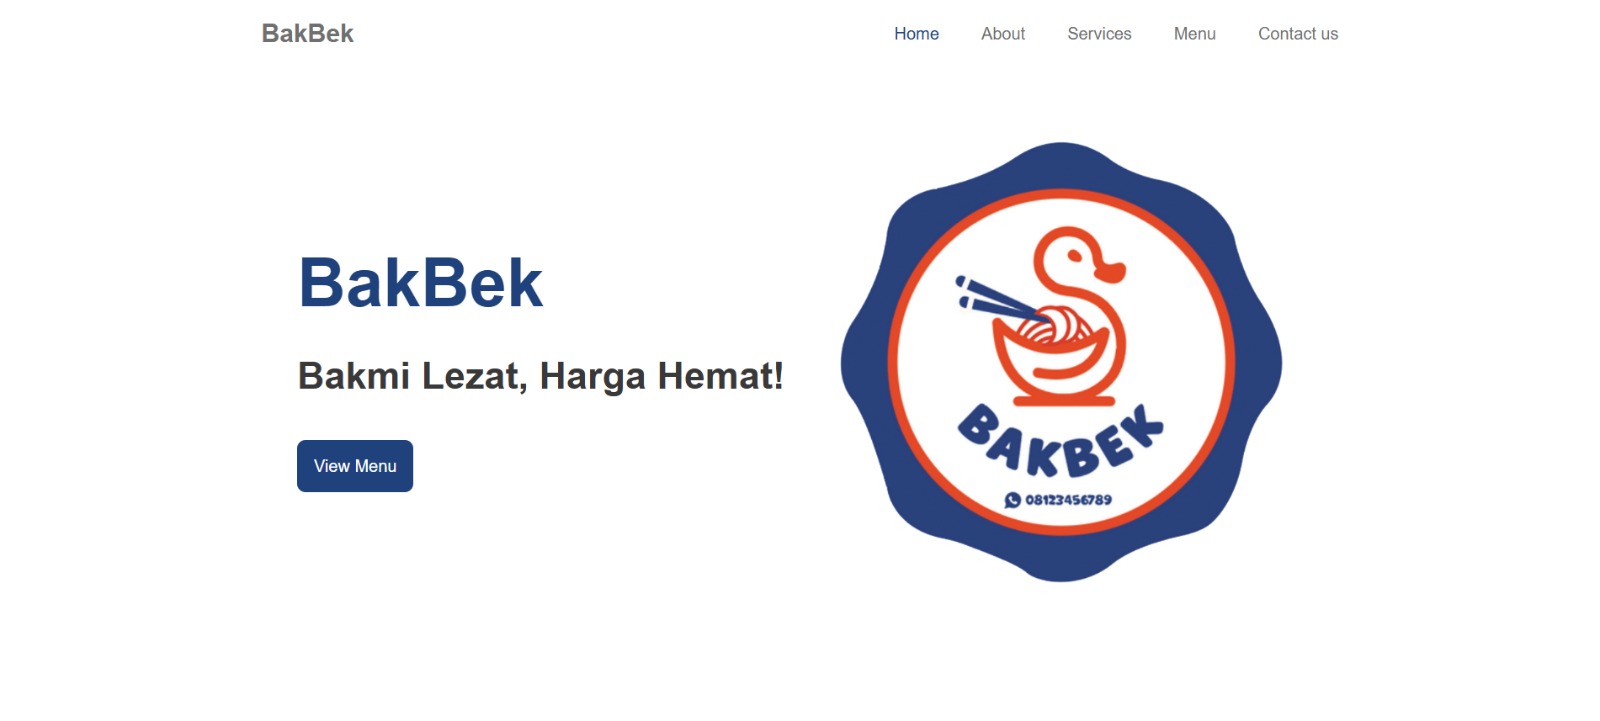 BakBek
Home About Services Menu Contact us
BakBek
Bakmi Lezat, Harga Hemat!
View Menu
BAKBEK
08123456789